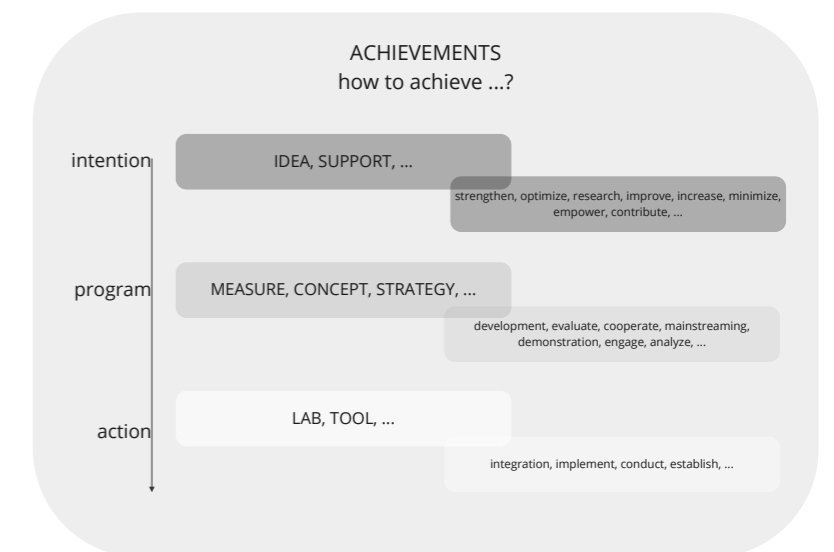 ACHIEVEMENTS
how to achieve ...?
intention
IDEA, SUPPORT, ...
strengthen, optimize, research, improve, increase, minimize,
empower, contribute, ...
program
MEASURE, CONCEPT, STRATEGY, ...
development, evaluate, cooperate, mainstreaming,
demonstration, engage, analyze, ...
action
LAB, TOOL, ...
integration, implement, conduct, establish, ...